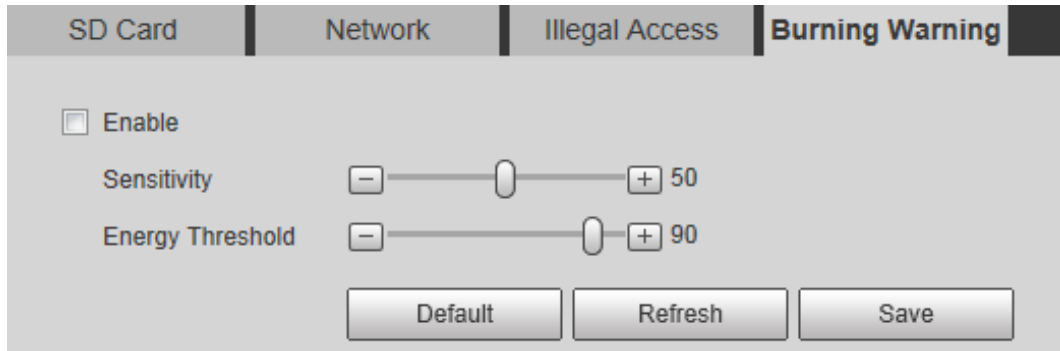 SD Card Network Illegal Access Burning Warning
Enable
Sensitivity 50
Energy Threshold 90
Default Refresh Save